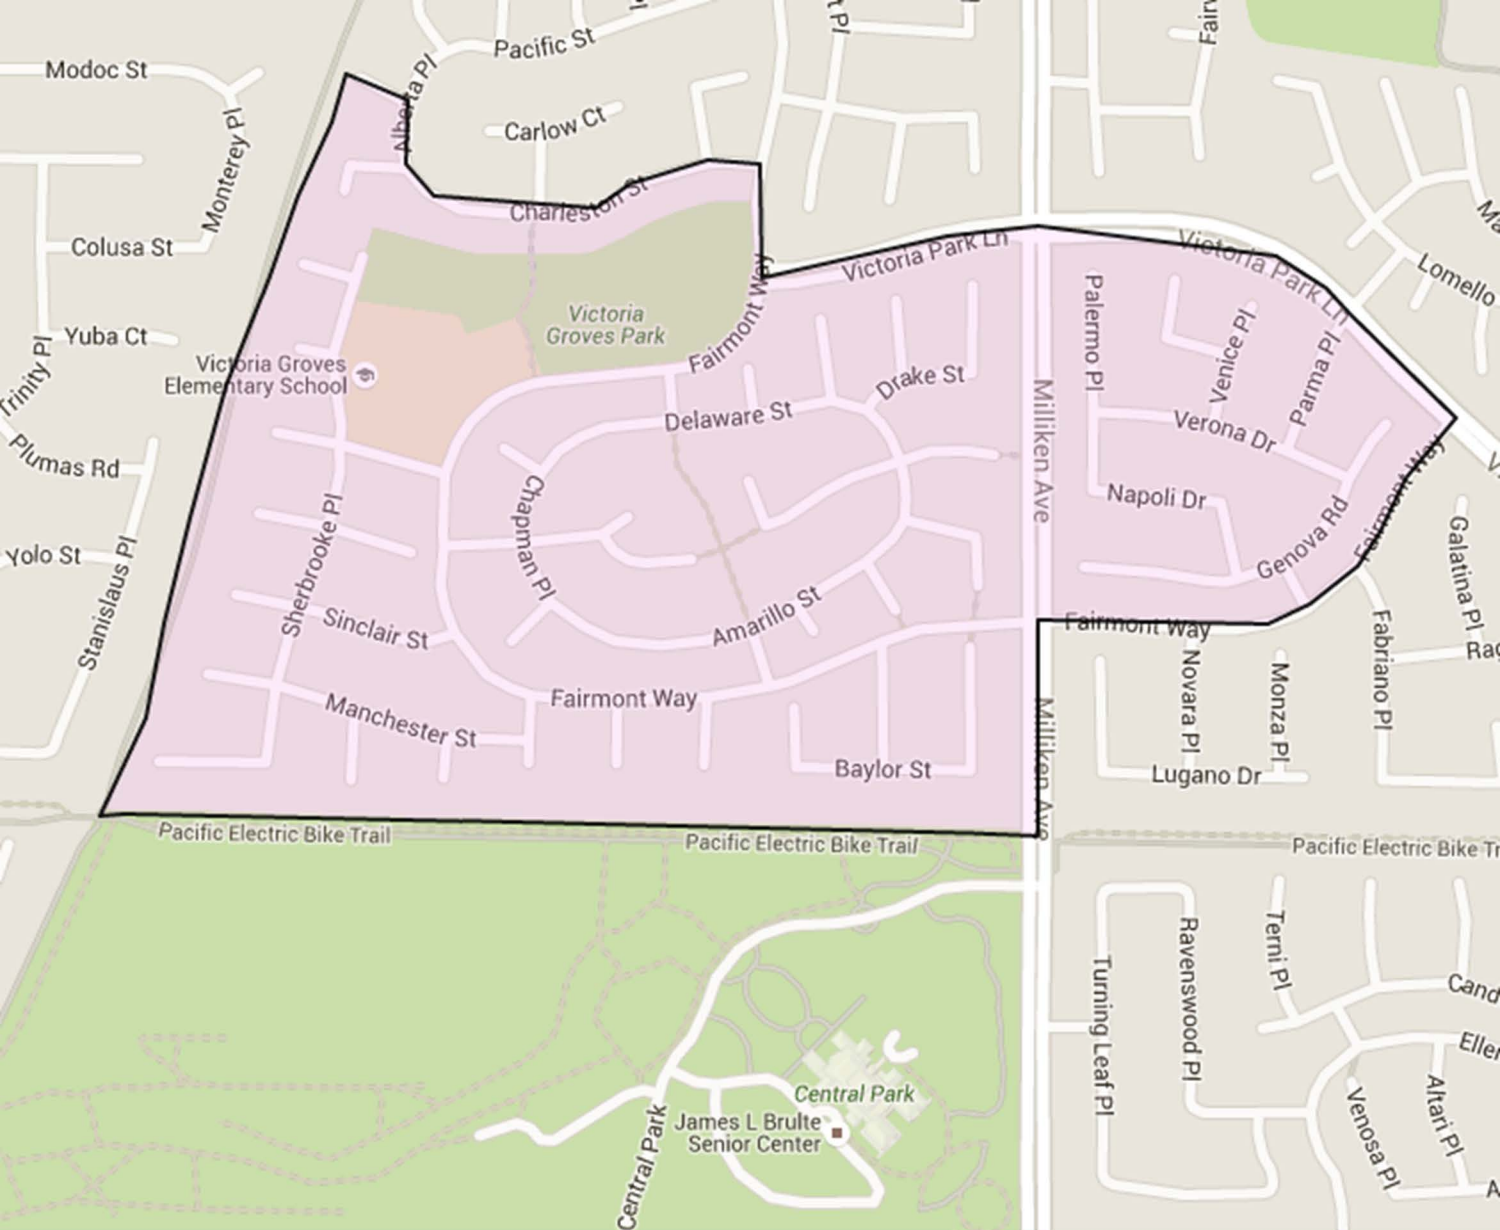 Pacific St
Alberta Pl
Modoc St
Carlow Ct
Monterey Pl
Charleston St
Colusa St
Victoria Park Ln
Victoria Park Ln
Lomello
Yuba Ct
Victoria
Groves Park
Fairmont Way
Palermo Pl
Venice Pl
Parma Pl
Trinity Pl
Victoria Groves
Elementary School
Drake St
Delaware St
Milliken Ave
Verona Dr
Plumas Rd
Chapman Pl
Napoli Dr
Fairmont Way
Genova Rd
Galatina Pl
Yolo St
Stanislaus Pl
Sherbrooke Pl
Sinclair St
Amarillo St
Fairmont Way
Fabriano Pl
Novara Pl
Monza Pl
Fairmont Way
Manchester St
Baylor St
Milliken Ave
Lugano Dr
Pacific Electric Bike Trail
Pacific Electric Bike Trail
Pacific Electric Bike Tr
Turning Leaf Pl
Ravenswood Pl
Terni Pl
Cand
Eller
Central Park
James L Brulte
Senior Center
Central Park
Venosa Pl
Altari Pl